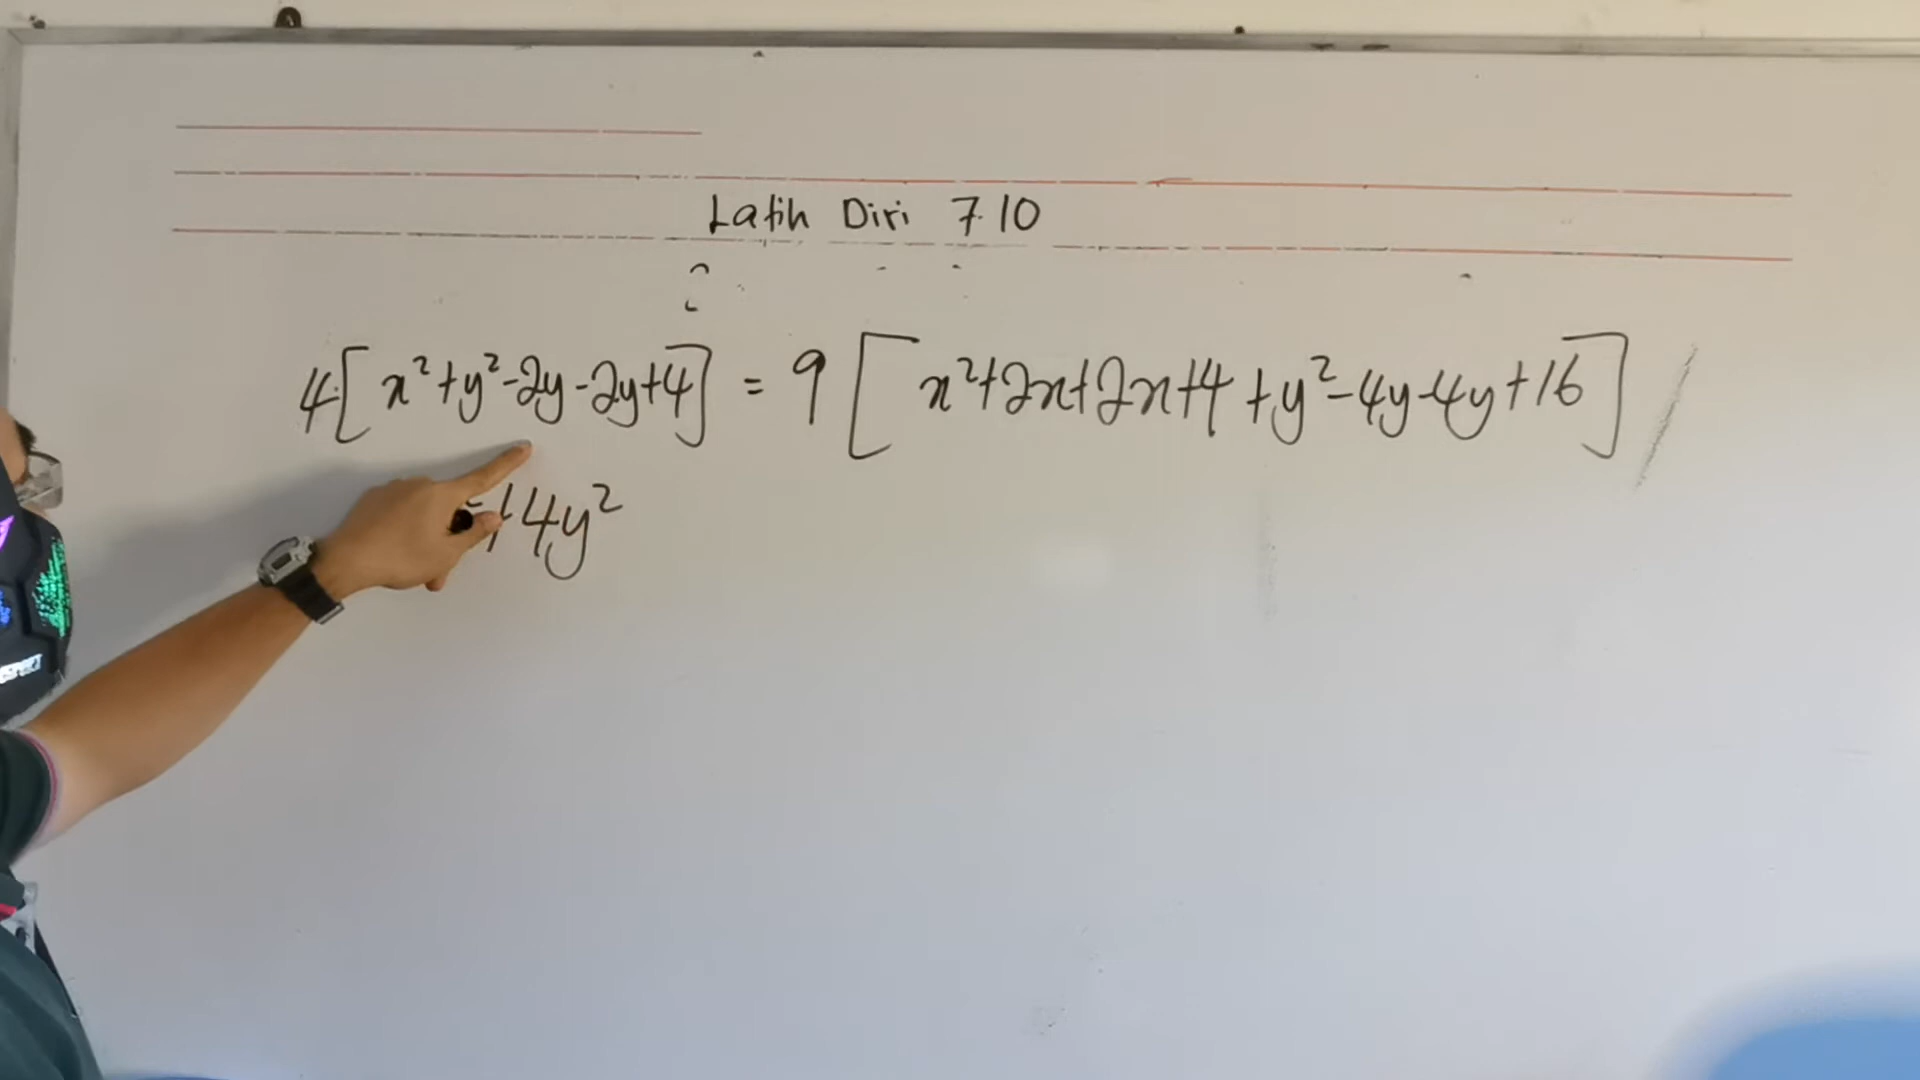 Latih Diri 7.10
4[x²+y²-2y-2y+4] = 9[x²+2x+2x+4+y²-4y-4y+16]
+4y²